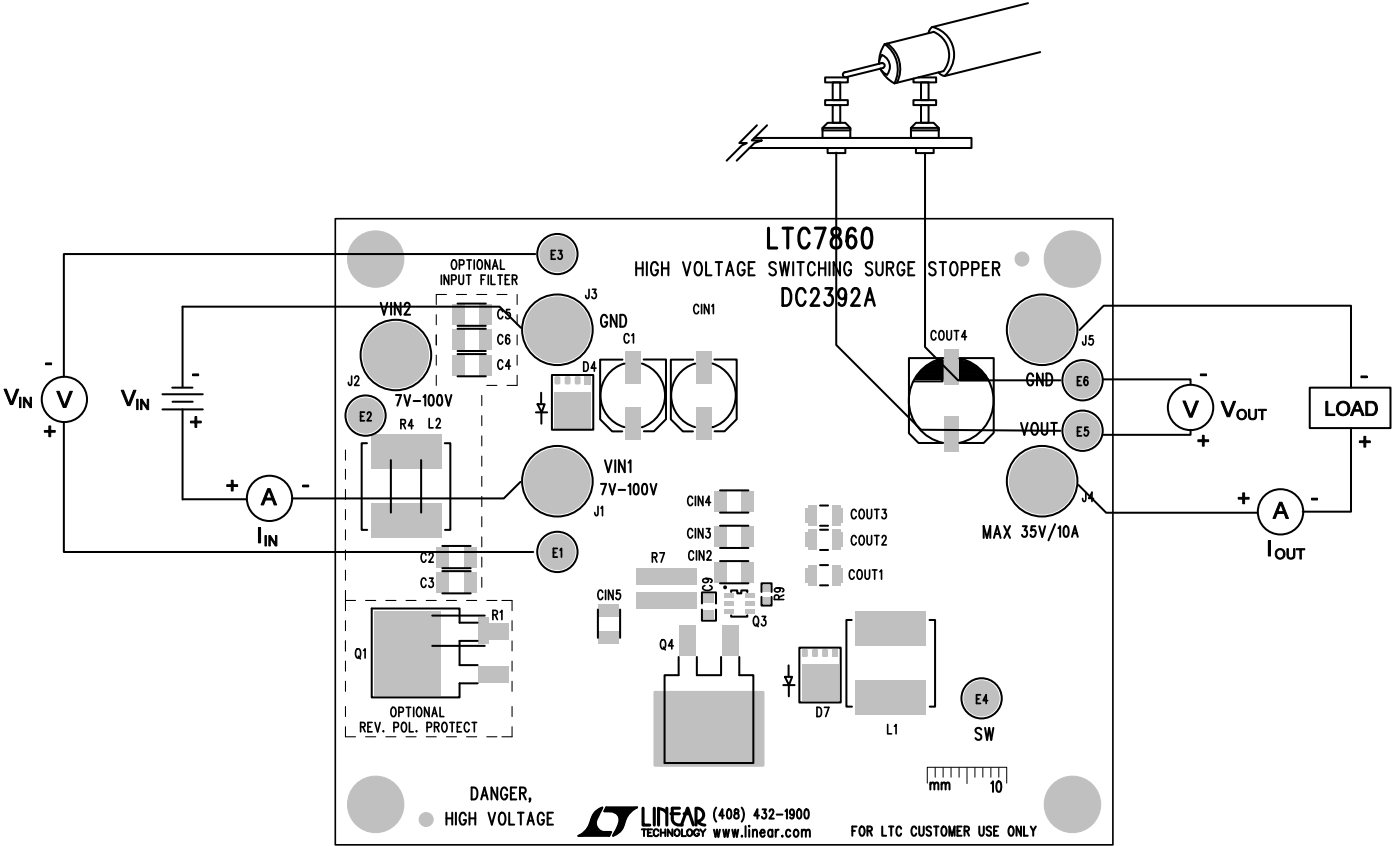 LTC7860
HIGH VOLTAGE SWITCHING SURGE STOPPER
DC2392A
E3
OPTIONAL
INPUT FILTER
J3
GND
VIN2
C5
C6
C4
CIN1
C1
D4
COUT4
J5
J2
7V-100V
E2
R4 L2
GND
E6
VOUT
E5
-
VIN
V
+
-
VIN
+
+
A
-
IIN
-
V
VOUT
+
-
LOAD
+
+
A
-
IOUT
VIN1
7V-100V
J1
J4
MAX 35V/10A
CIN4
CIN3
CIN2
COUT3
COUT2
COUT1
E1
C2
C3
R7
C9
R9
Q3
CIN5
R1
Q1
Q4
OPTIONAL
REV. POL. PROTECT
D7
L1
E4
SW
mm 10
DANGER,
HIGH VOLTAGE
LINEAR
TECHNOLOGY
(408) 432-1900
www.linear.com
FOR LTC CUSTOMER USE ONLY